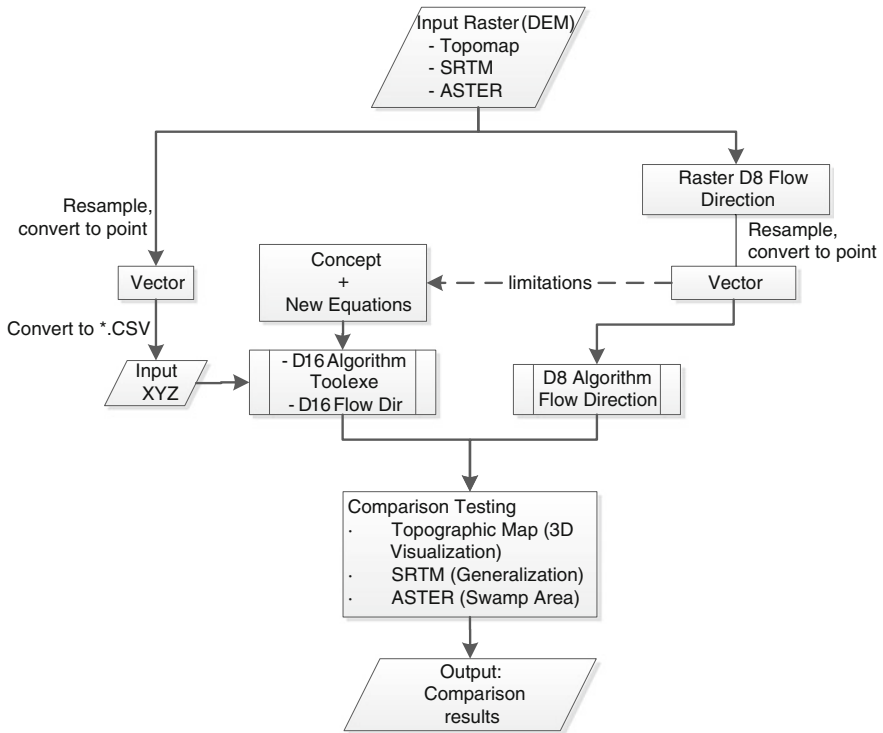 Input Raster (DEM)
- Topomap
- SRTM
- ASTER
Raster D8 Flow
Direction
Resample,
convert to point
Resample,
convert to point
Vector
Concept
+
New Equations
limitations
Vector
Convert to *.CSV
Input
XYZ
- D16 Algorithm
Toolexe
- D16 Flow Dir
D8 Algorithm
Flow Direction
Comparison Testing
· Topographic Map (3D
Visualization)
· SRTM (Generalization)
· ASTER (Swamp Area)
Output:
Comparison
results